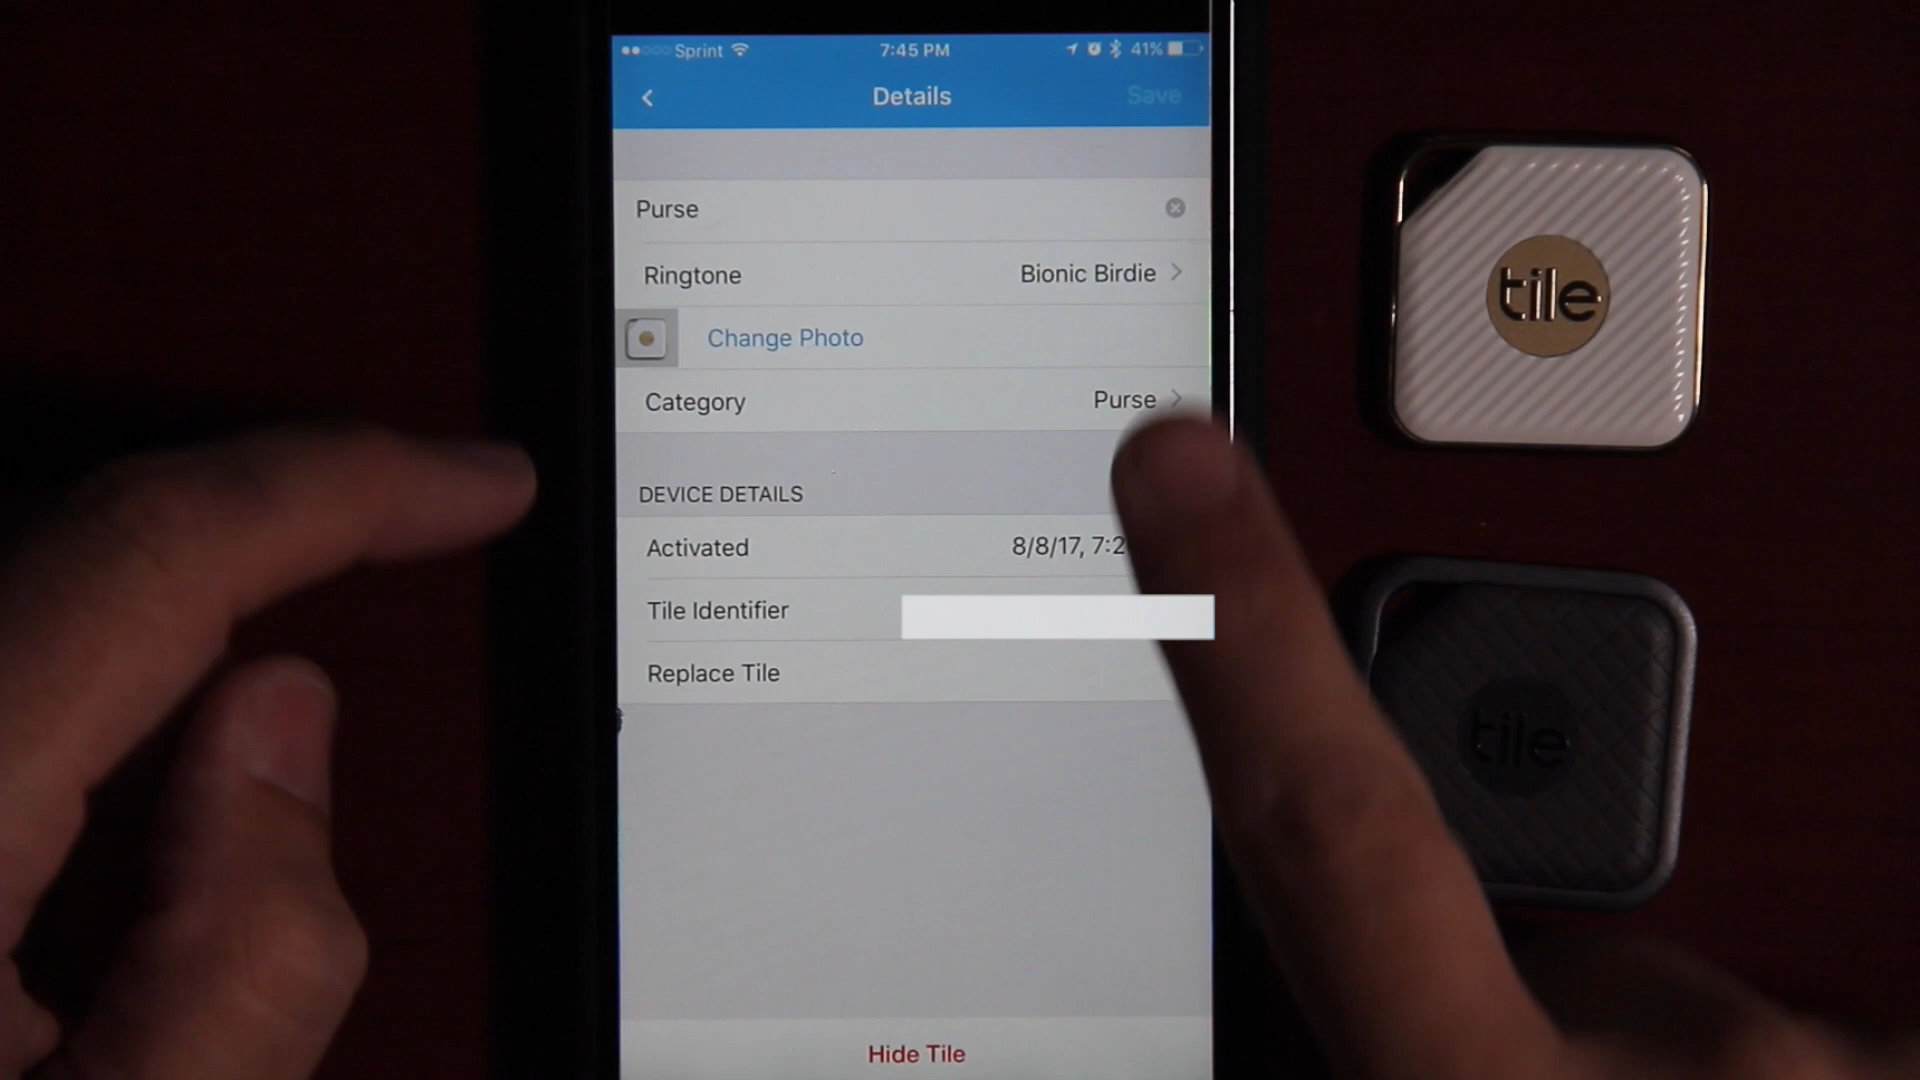 Sprint 7:45 PM 41%
Details Save
Purse
Ringtone Bionic Birdie
Change Photo
Category Purse
DEVICE DETAILS
Activated 8/8/17, 7:2
Tile Identifier
Replace Tile
Hide Tile
tile
tile